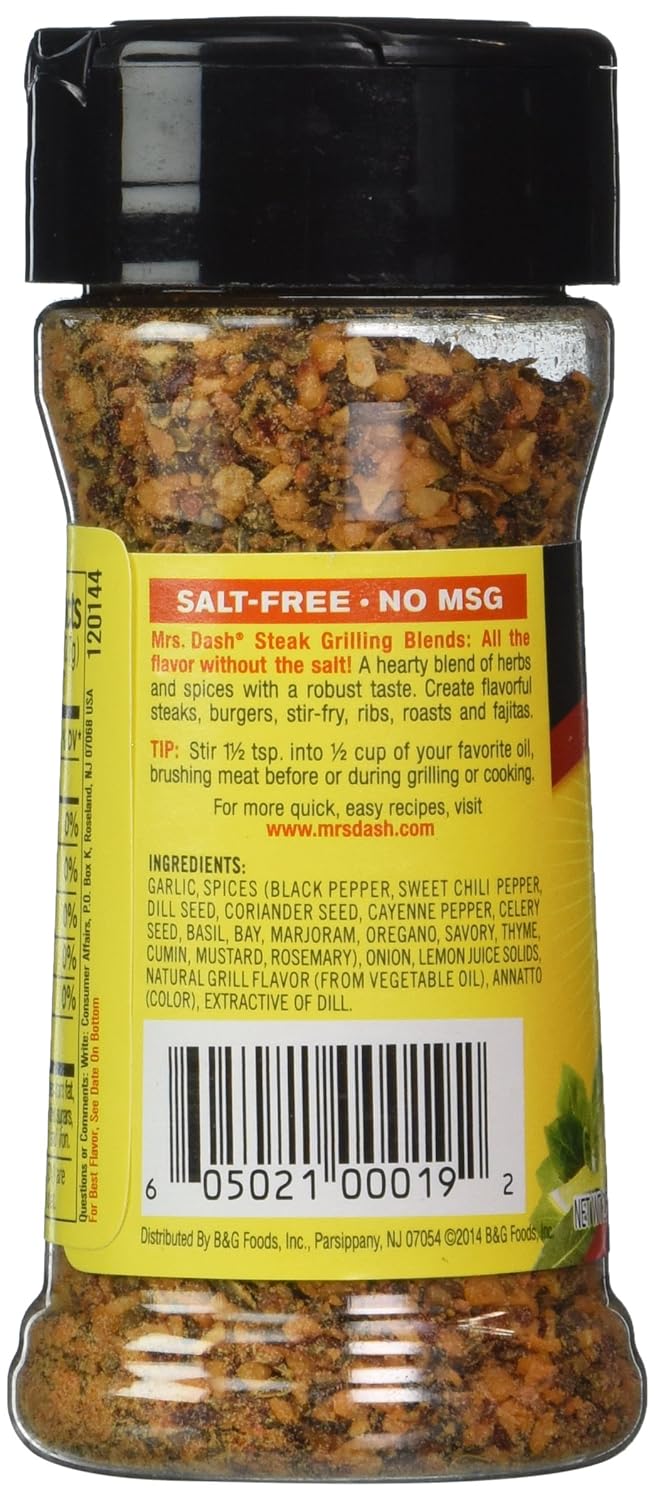 SALT-FREE • NO MSG
Mrs. Dash® Steak Grilling Blends: All the
flavor without the salt! A hearty blend of herbs
and spices with a robust taste. Create flavorful
steaks, burgers, stir-fry, ribs, roasts and fajitas.
TIP: Stir 1½ tsp. into ½ cup of your favorite oil,
brushing meat before or during grilling or cooking.
For more quick, easy recipes, visit
www.mrsdash.com
INGREDIENTS:
GARLIC, SPICES (BLACK PEPPER, SWEET CHILI PEPPER,
DILL SEED, CORIANDER SEED, CAYENNE PEPPER, CELERY
SEED, BASIL, BAY, MARJORAM, OREGANO, SAVORY, THYME,
CUMIN, MUSTARD, ROSEMARY), ONION, LEMON JUICE SOLIDS,
NATURAL GRILL FLAVOR (FROM VEGETABLE OIL), ANNATTO
(COLOR), EXTRACTIVE OF DILL.
6 05021 00019 2
Distributed By B&G Foods, Inc., Parsippany, NJ 07054 ©2014 B&G Foods, Inc.
120144
Questions or Comments: Write: Consumer Affairs, P.O. Box K, Roseland, NJ 07068 USA
For Best Flavor, See Date On Bottom
DV*
0%
0%
0%
0%
0%
NET WT